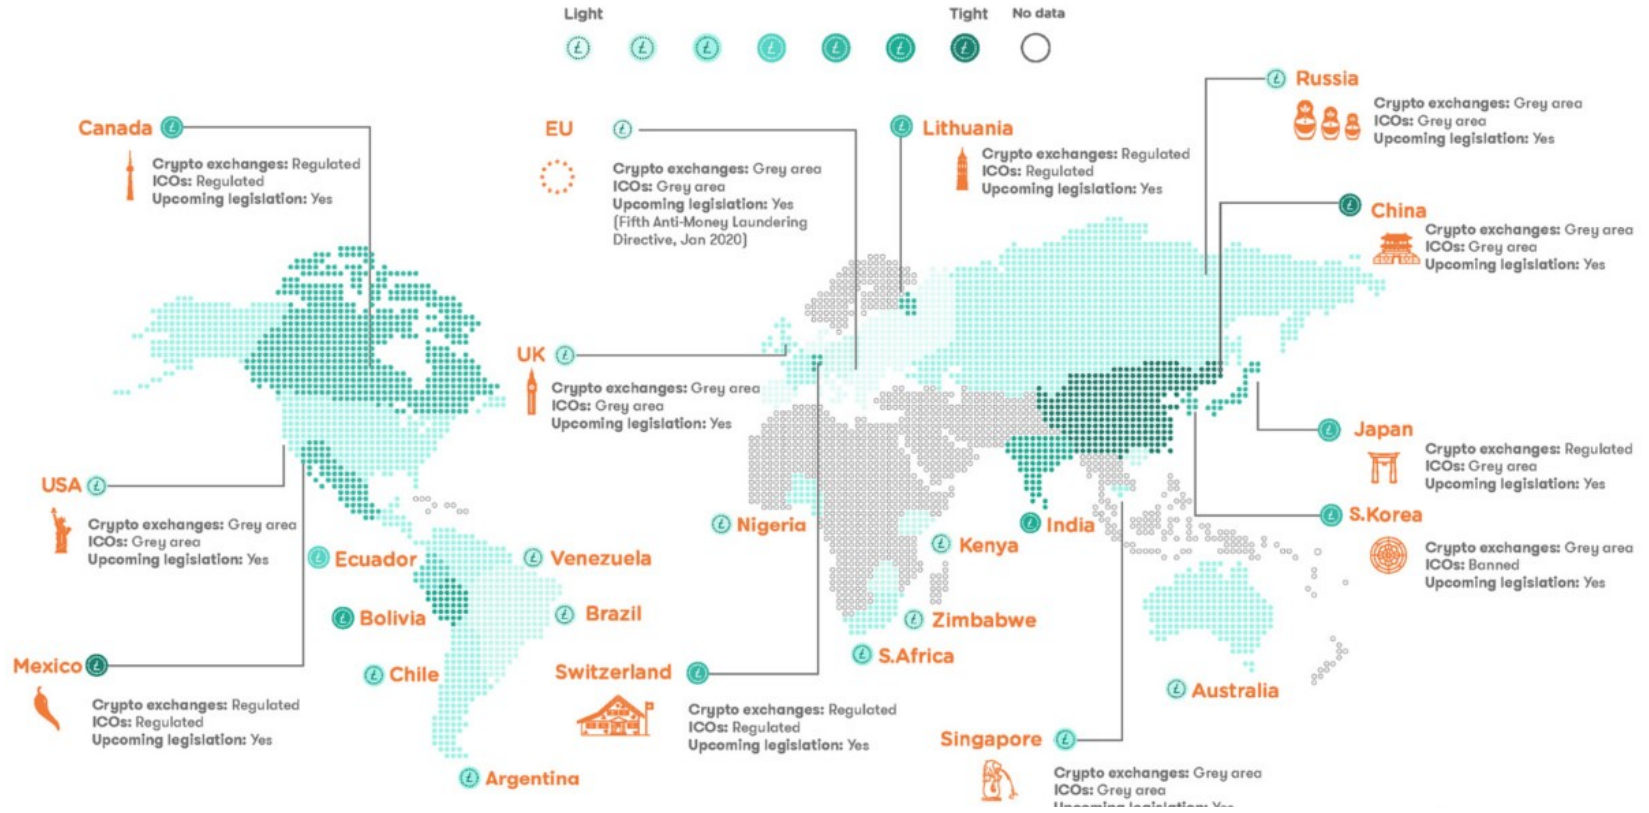 Light
Tight
No data
Russia
Crypto exchanges: Grey area
ICOs: Grey area
Upcoming legislation: Yes
Canada
Crypto exchanges: Regulated
ICOs: Regulated
Upcoming legislation: Yes
EU
Crypto exchanges: Grey area
ICOs: Grey area
Upcoming legislation: Yes
(Fifth Anti-Money Laundering
Directive, Jan 2020)
Lithuania
Crypto exchanges: Regulated
ICOs: Regulated
Upcoming legislation: Yes
China
Crypto exchanges: Grey area
ICOs: Grey area
Upcoming legislation: Yes
UK
Crypto exchanges: Grey area
ICOs: Grey area
Upcoming legislation: Yes
Japan
Crypto exchanges: Regulated
ICOs: Grey area
Upcoming legislation: Yes
USA
Crypto exchanges: Grey area
ICOs: Grey area
Upcoming legislation: Yes
S.Korea
Crypto exchanges: Grey area
ICOs: Banned
Upcoming legislation: Yes
Nigeria
India
Kenya
Ecuador
Venezuela
Bolivia
Brazil
Zimbabwe
S.Africa
Chile
Mexico
Crypto exchanges: Regulated
ICOs: Regulated
Upcoming legislation: Yes
Switzerland
Crypto exchanges: Regulated
ICOs: Regulated
Upcoming legislation: Yes
Australia
Singapore
Crypto exchanges: Grey area
ICOs: Grey area
Upcoming legislation: Yes
Argentina